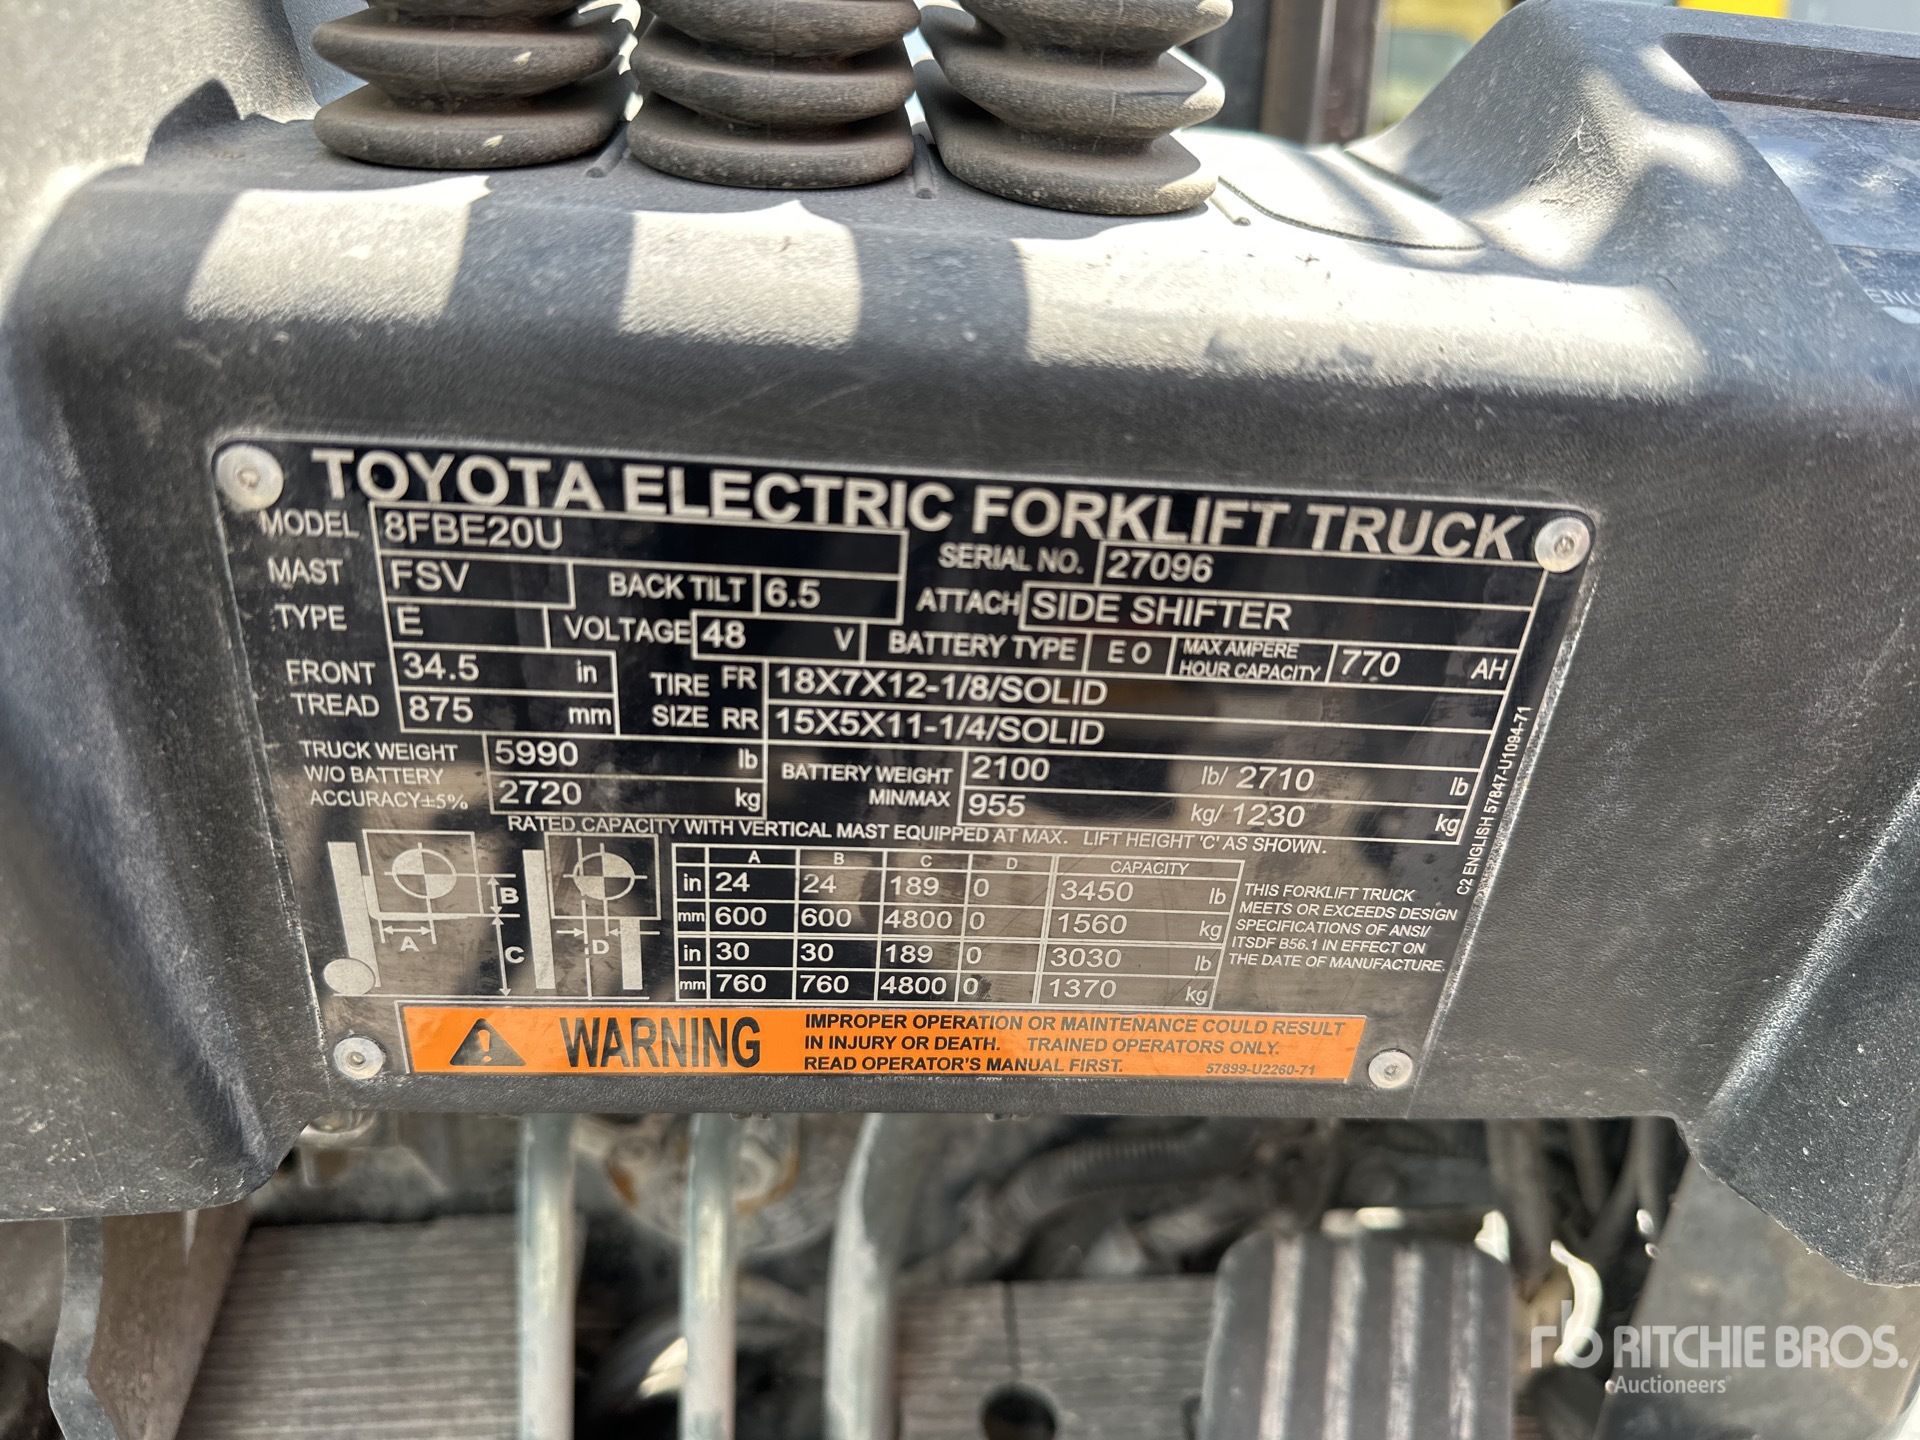 TOYOTA ELECTRIC FORKLIFT TRUCK
MODEL 8FBE20U SERIAL NO. 27096
MAST FSV BACK TILT 6.5 ATTACH SIDE SHIFTER
TYPE E VOLTAGE 48 V BATTERY TYPE E O MAX AMPERE HOUR CAPACITY 770 AH
FRONT TREAD 34.5 in TIRE SIZE FR 18X7X12-1/8/SOLID
875 mm RR 15X5X11-1/4/SOLID
TRUCK WEIGHT W/O BATTERY ACCURACY±5% 5990 lb BATTERY WEIGHT MIN/MAX 2100 lb/ 2710 lb
2720 kg 955 kg/ 1230 kg
RATED CAPACITY WITH VERTICAL MAST EQUIPPED AT MAX. LIFT HEIGHT 'C' AS SHOWN.
A B C D CAPACITY
in 24 24 189 0 3450 lb
mm 600 600 4800 0 1560 kg
in 30 30 189 0 3030 lb
mm 760 760 4800 0 1370 kg
A B C D
THIS FORKLIFT TRUCK
MEETS OR EXCEEDS DESIGN
SPECIFICATIONS OF ANSI/
ITSDF B56.1 IN EFFECT ON
THE DATE OF MANUFACTURE.
C2 ENGLISH 57847-U1094-71
WARNING
IMPROPER OPERATION OR MAINTENANCE COULD RESULT
IN INJURY OR DEATH. TRAINED OPERATORS ONLY.
READ OPERATOR'S MANUAL FIRST. 57899-U2260-71
rb RITCHIE BROS.
Auctioneers